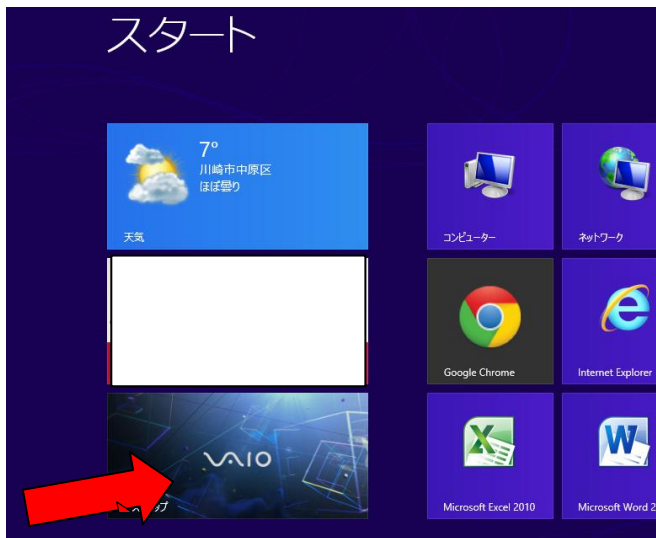 スタート
7°
川崎市中原区
ほぼ曇り
天気
コンピューター
ネットワーク
Google Chrome
Internet Explorer
VAIO
Microsoft Excel 2010
Microsoft Word 2